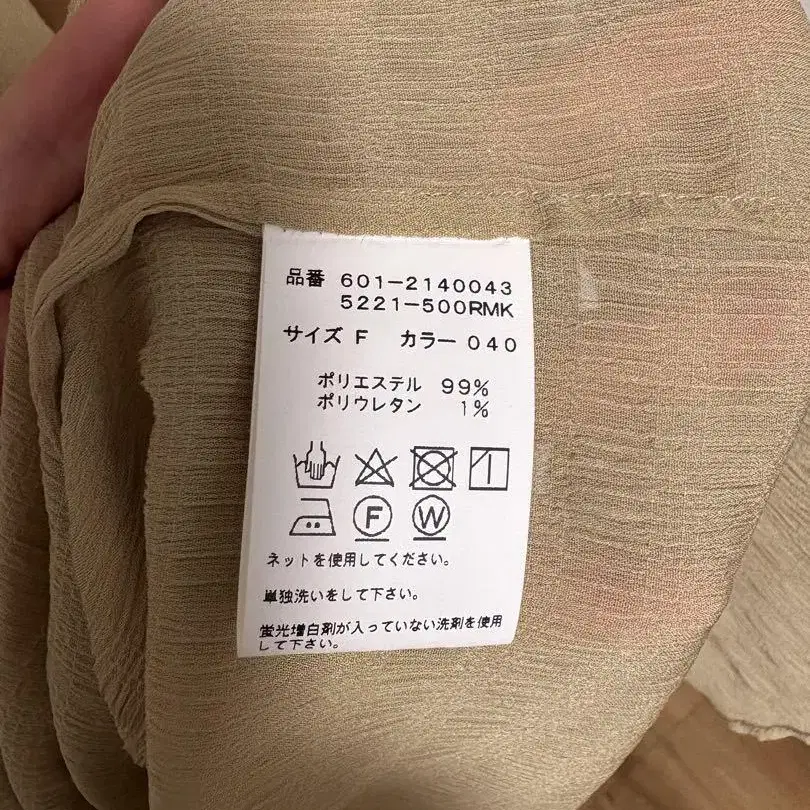 品番 601-2140043
5221-500RMK
サイズ F カラー 040
ポリエステル 99%
ポリウレタン 1%
F W
ネットを使用してください。
単独洗いをして下さい。
蛍光増白剤が入っていない洗剤を使用
して下さい。